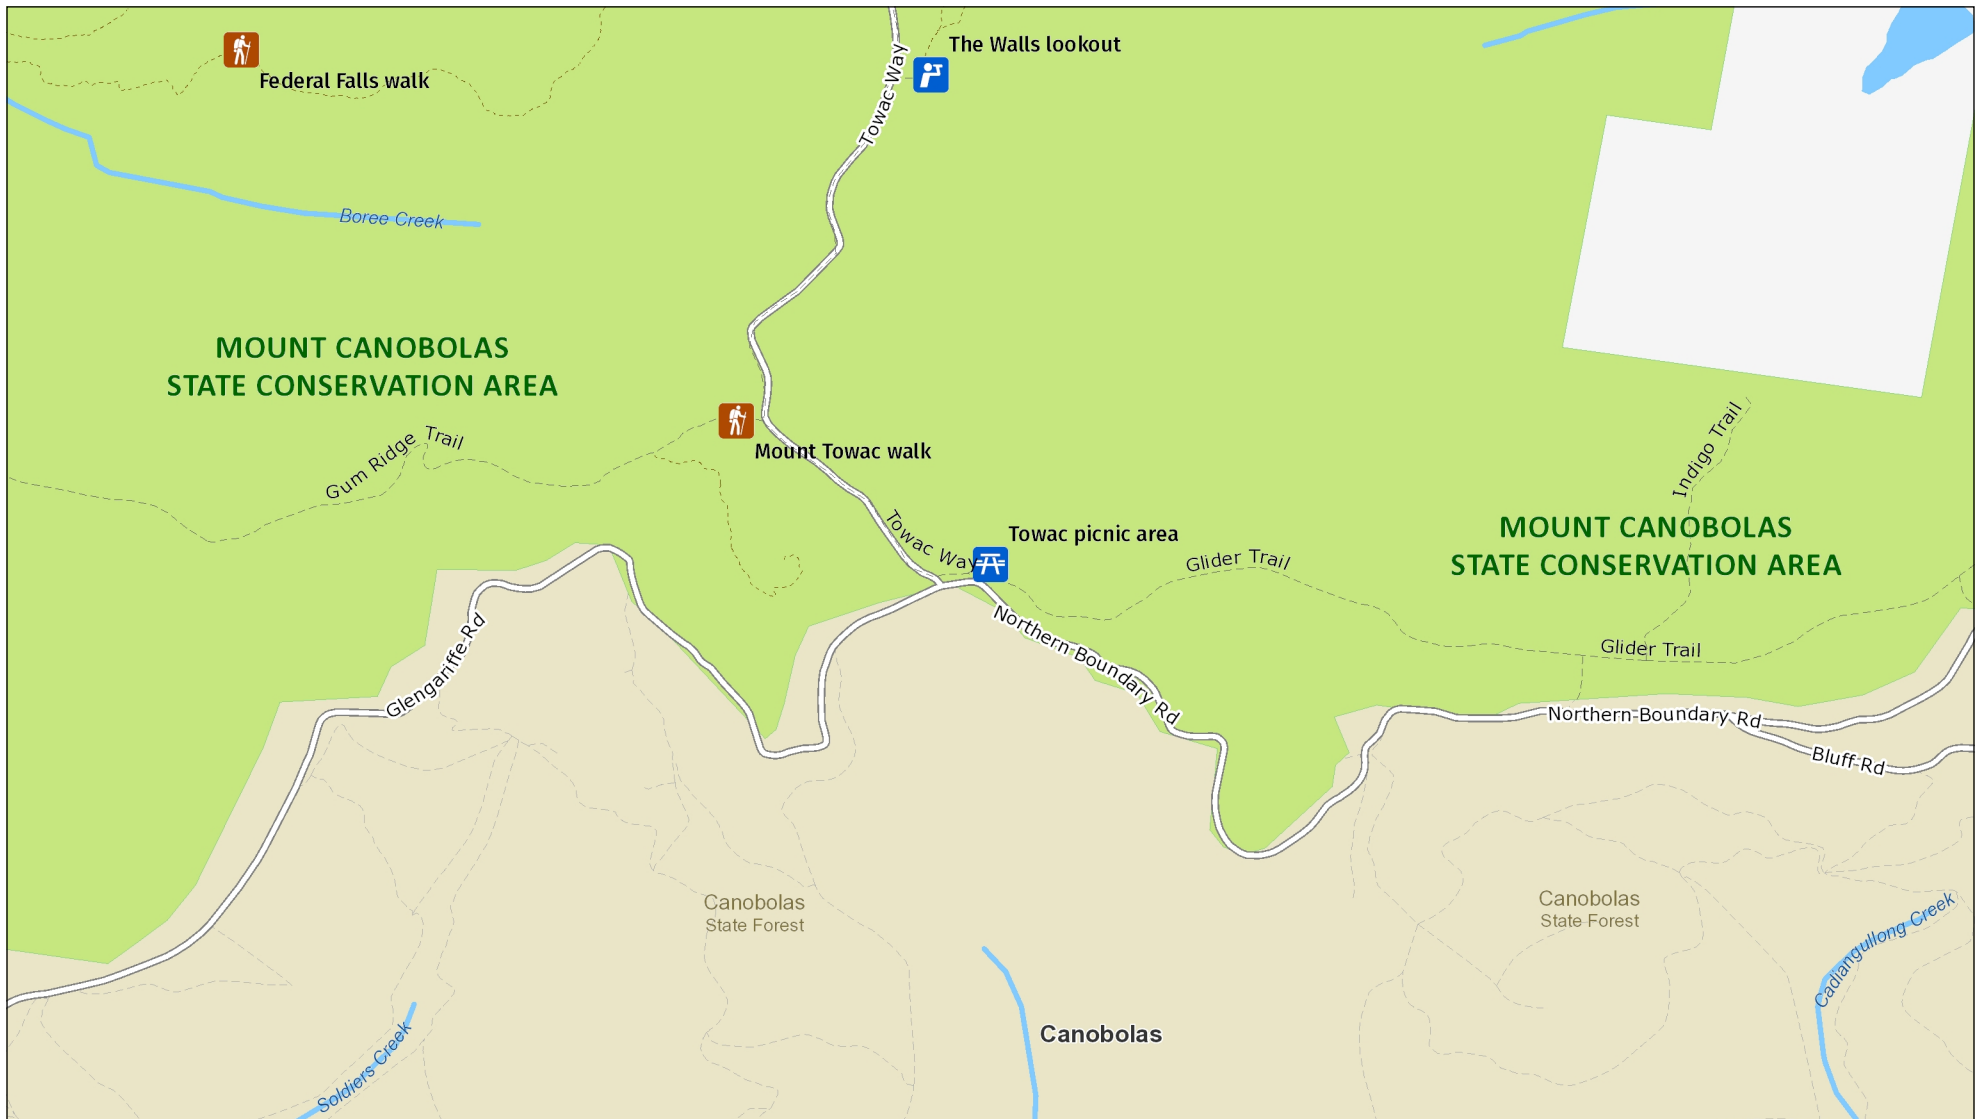 The Walls lookout
Federal Falls walk
Towac Way
Boree Creek
MOUNT CANOBOLAS
STATE CONSERVATION AREA
Gum Ridge Trail
Mount Towac walk
Indigo Trail
Towac Way
Towac picnic area
Glider Trail
MOUNT CANOBOLAS
STATE CONSERVATION AREA
Glengariffe Rd
Northern Boundary Rd
Glider Trail
Northern Boundary Rd
Bluff Rd
Canobolas
State Forest
Canobolas
State Forest
Cadiangullong Creek
Canobolas
Soldiers Creek